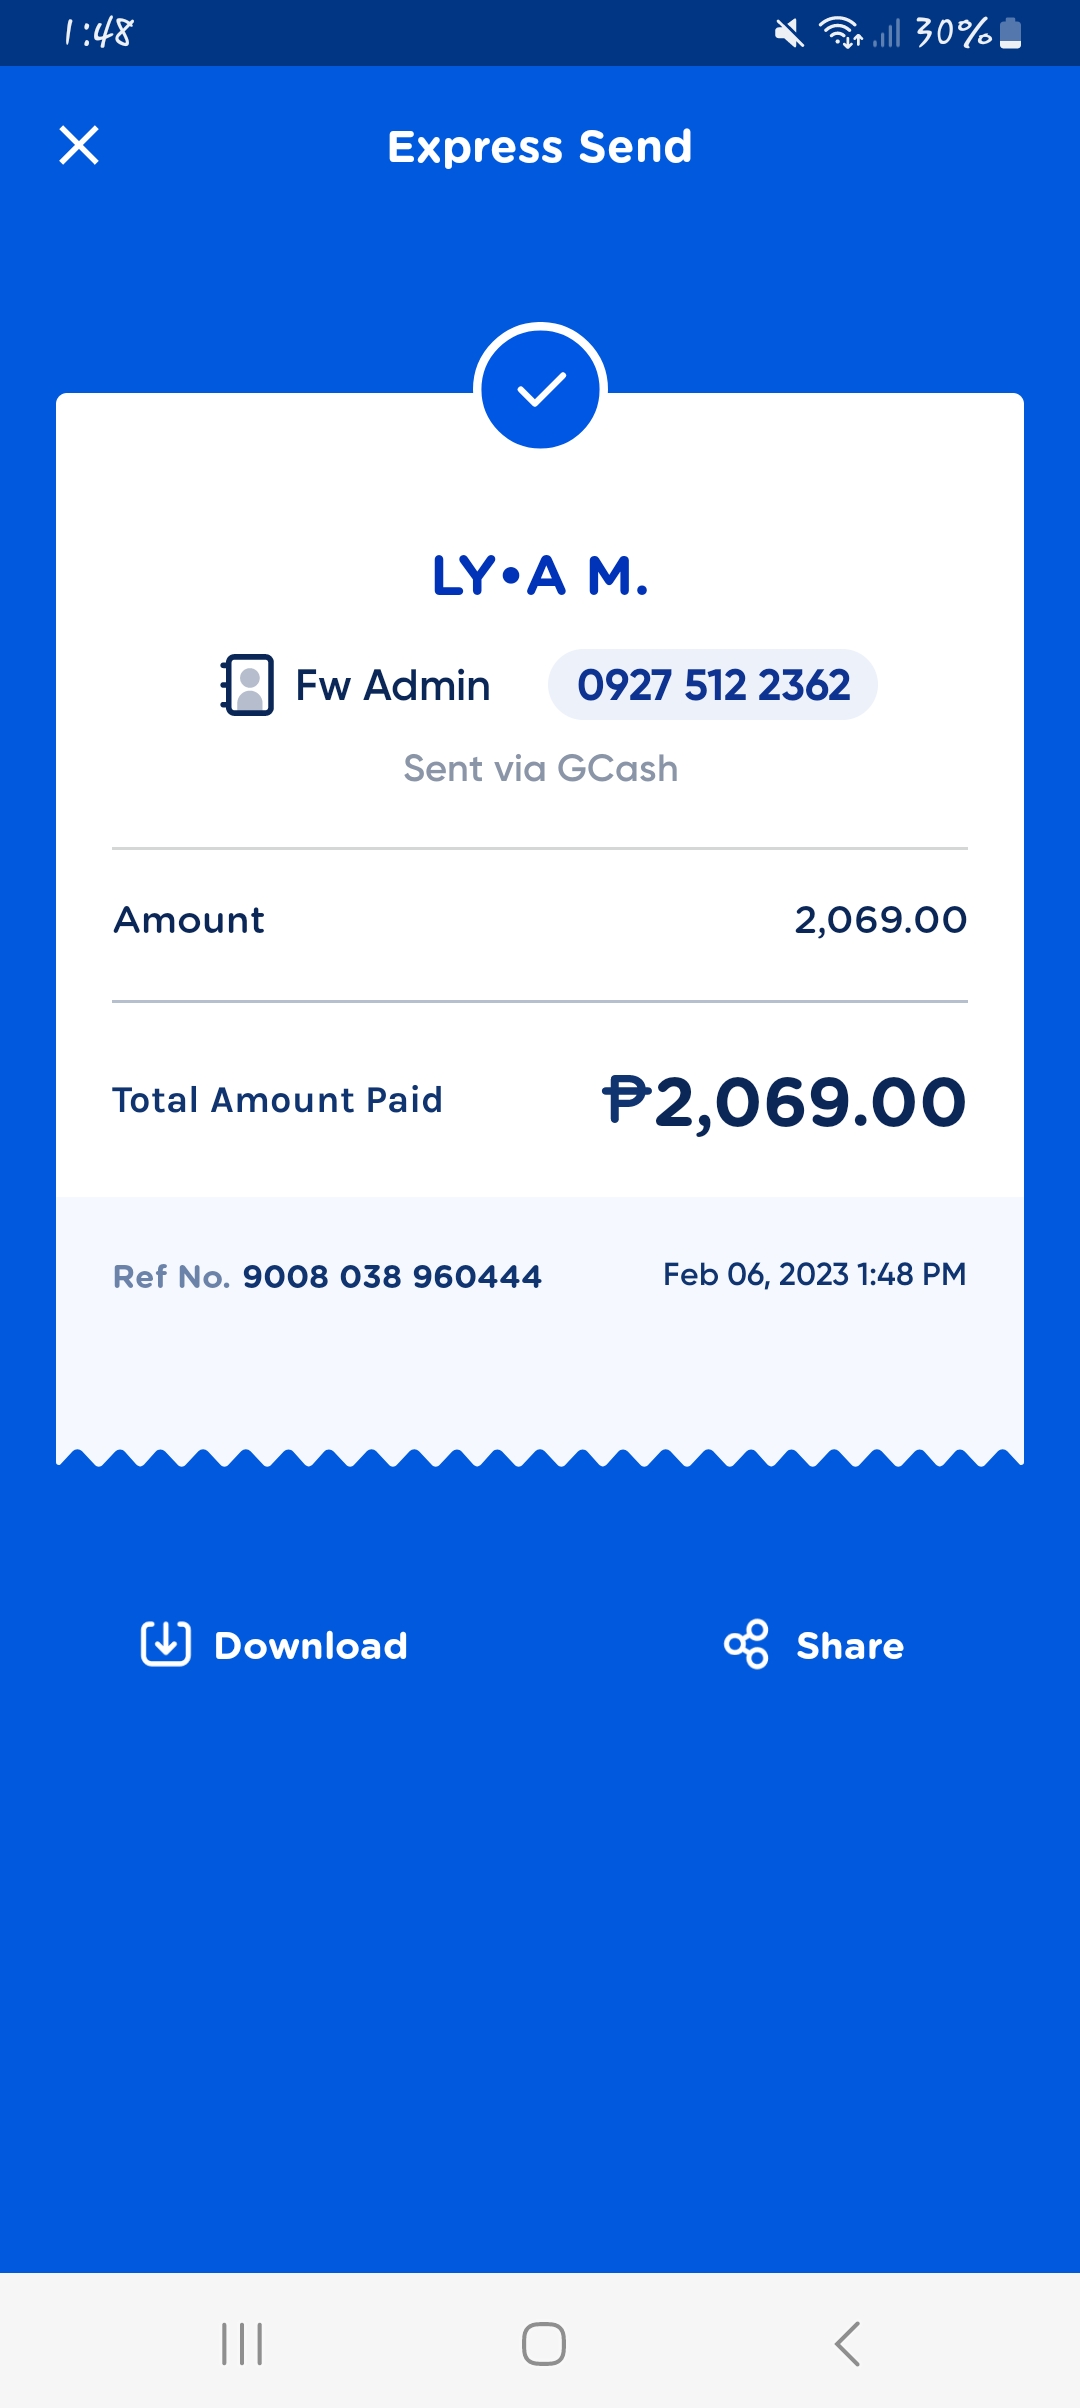 1:48
30%
Express Send
LY•A M.
Fw Admin 0927 512 2362
Sent via GCash
Amount 2,069.00
Total Amount Paid ₱2,069.00
Ref No. 9008 038 960444 Feb 06, 2023 1:48 PM
Download Share